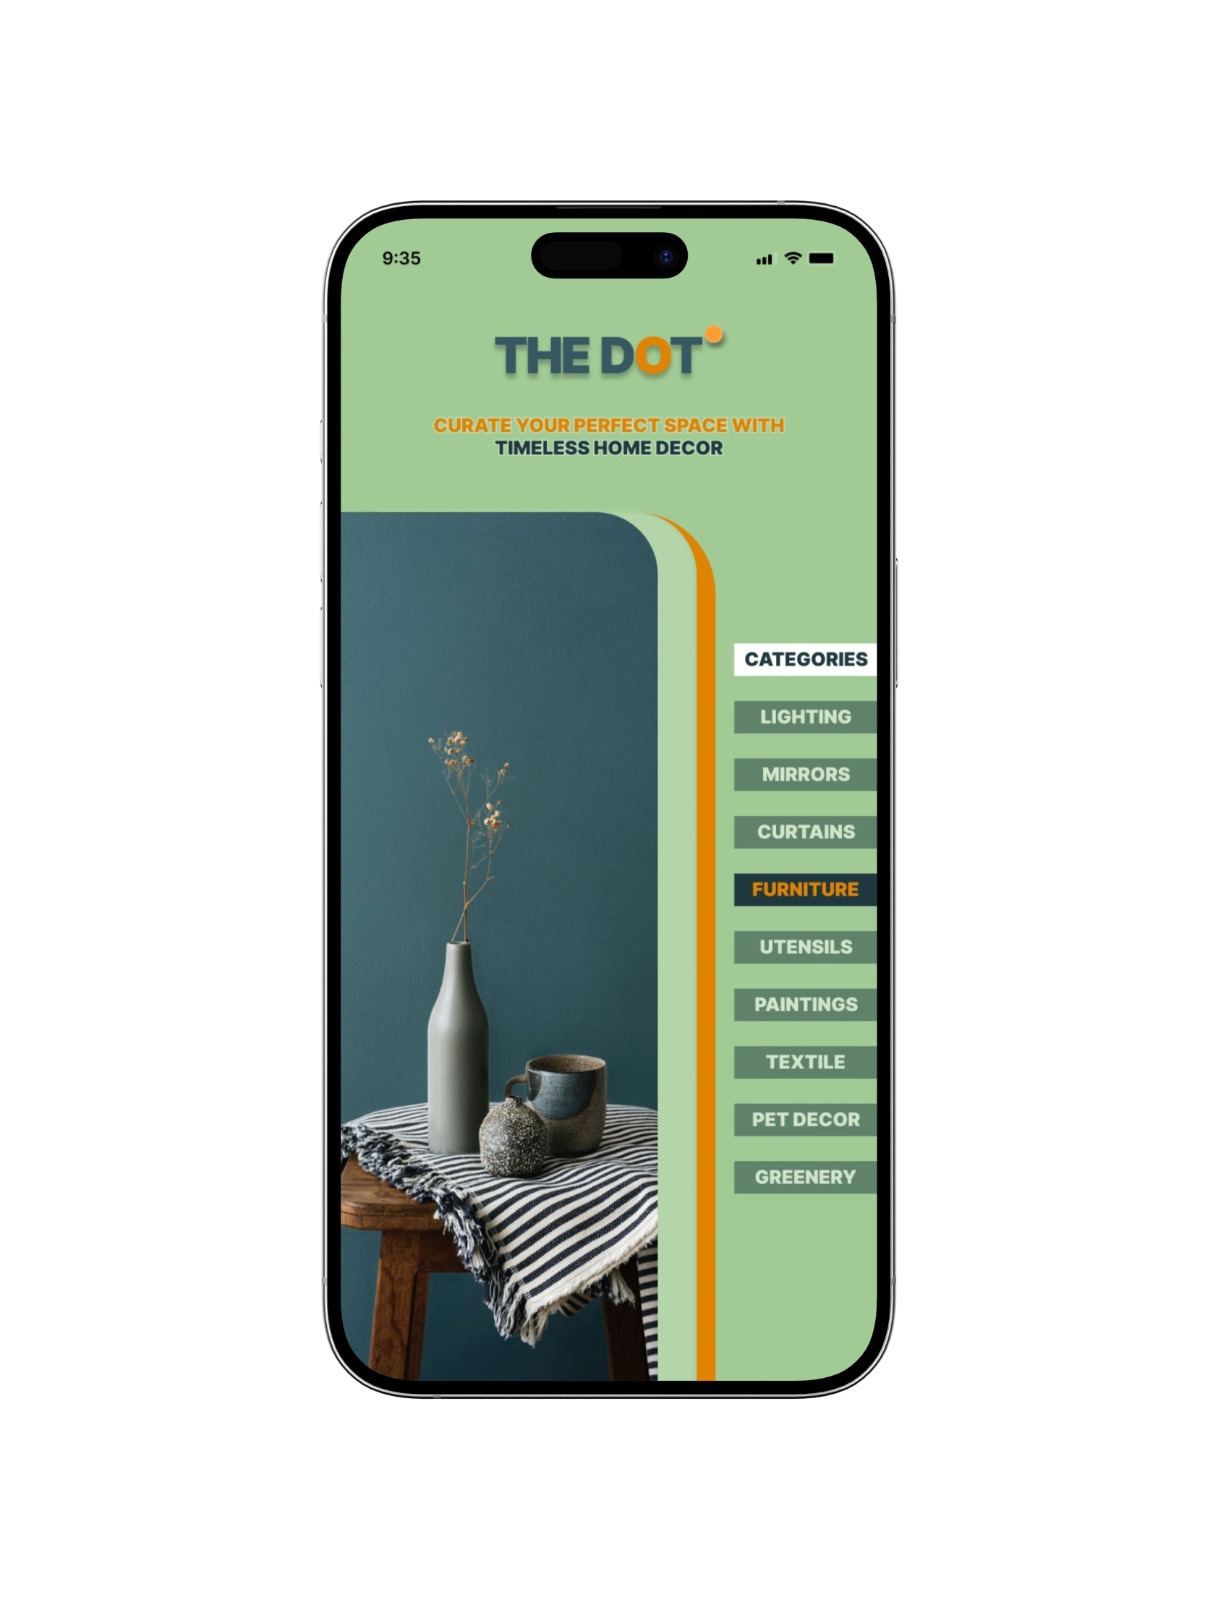 9:35
THE DOT
CURATE YOUR PERFECT SPACE WITH
TIMELESS HOME DECOR
CATEGORIES
LIGHTING
MIRRORS
CURTAINS
FURNITURE
UTENSILS
PAINTINGS
TEXTILE
PET DECOR
GREENERY